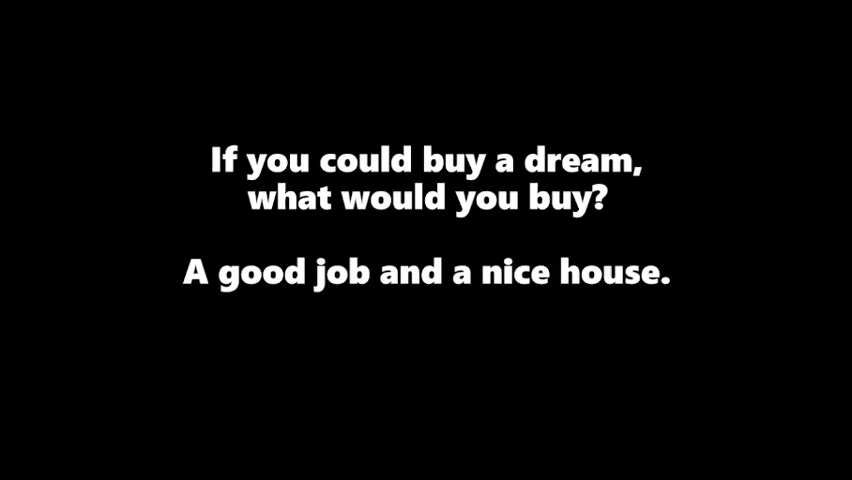 If you could buy a dream,
what would you buy?
A good job and a nice house.